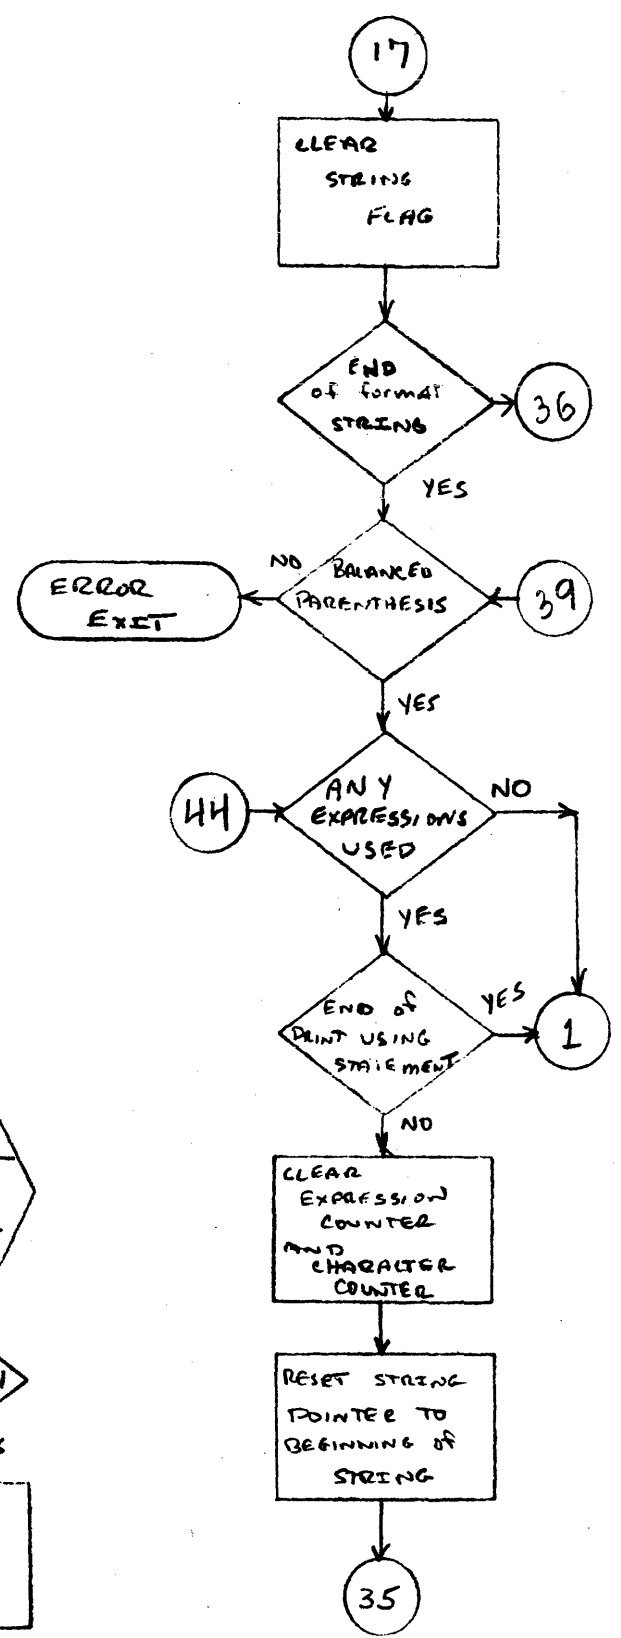 17
CLEAR
STRING
FLAG
END
of format
STRING
36
YES
NO
BALANCED
PARENTHESIS
39
ERROR
EXIT
YES
44
ANY
EXPRESSIONS
USED
NO
YES
END of
PRINT USING
STATEMENT
YES
1
NO
CLEAR
EXPRESSION
COUNTER
AND
CHARACTER
COUNTER
RESET STRING
POINTER TO
BEGINNING of
STRING
35